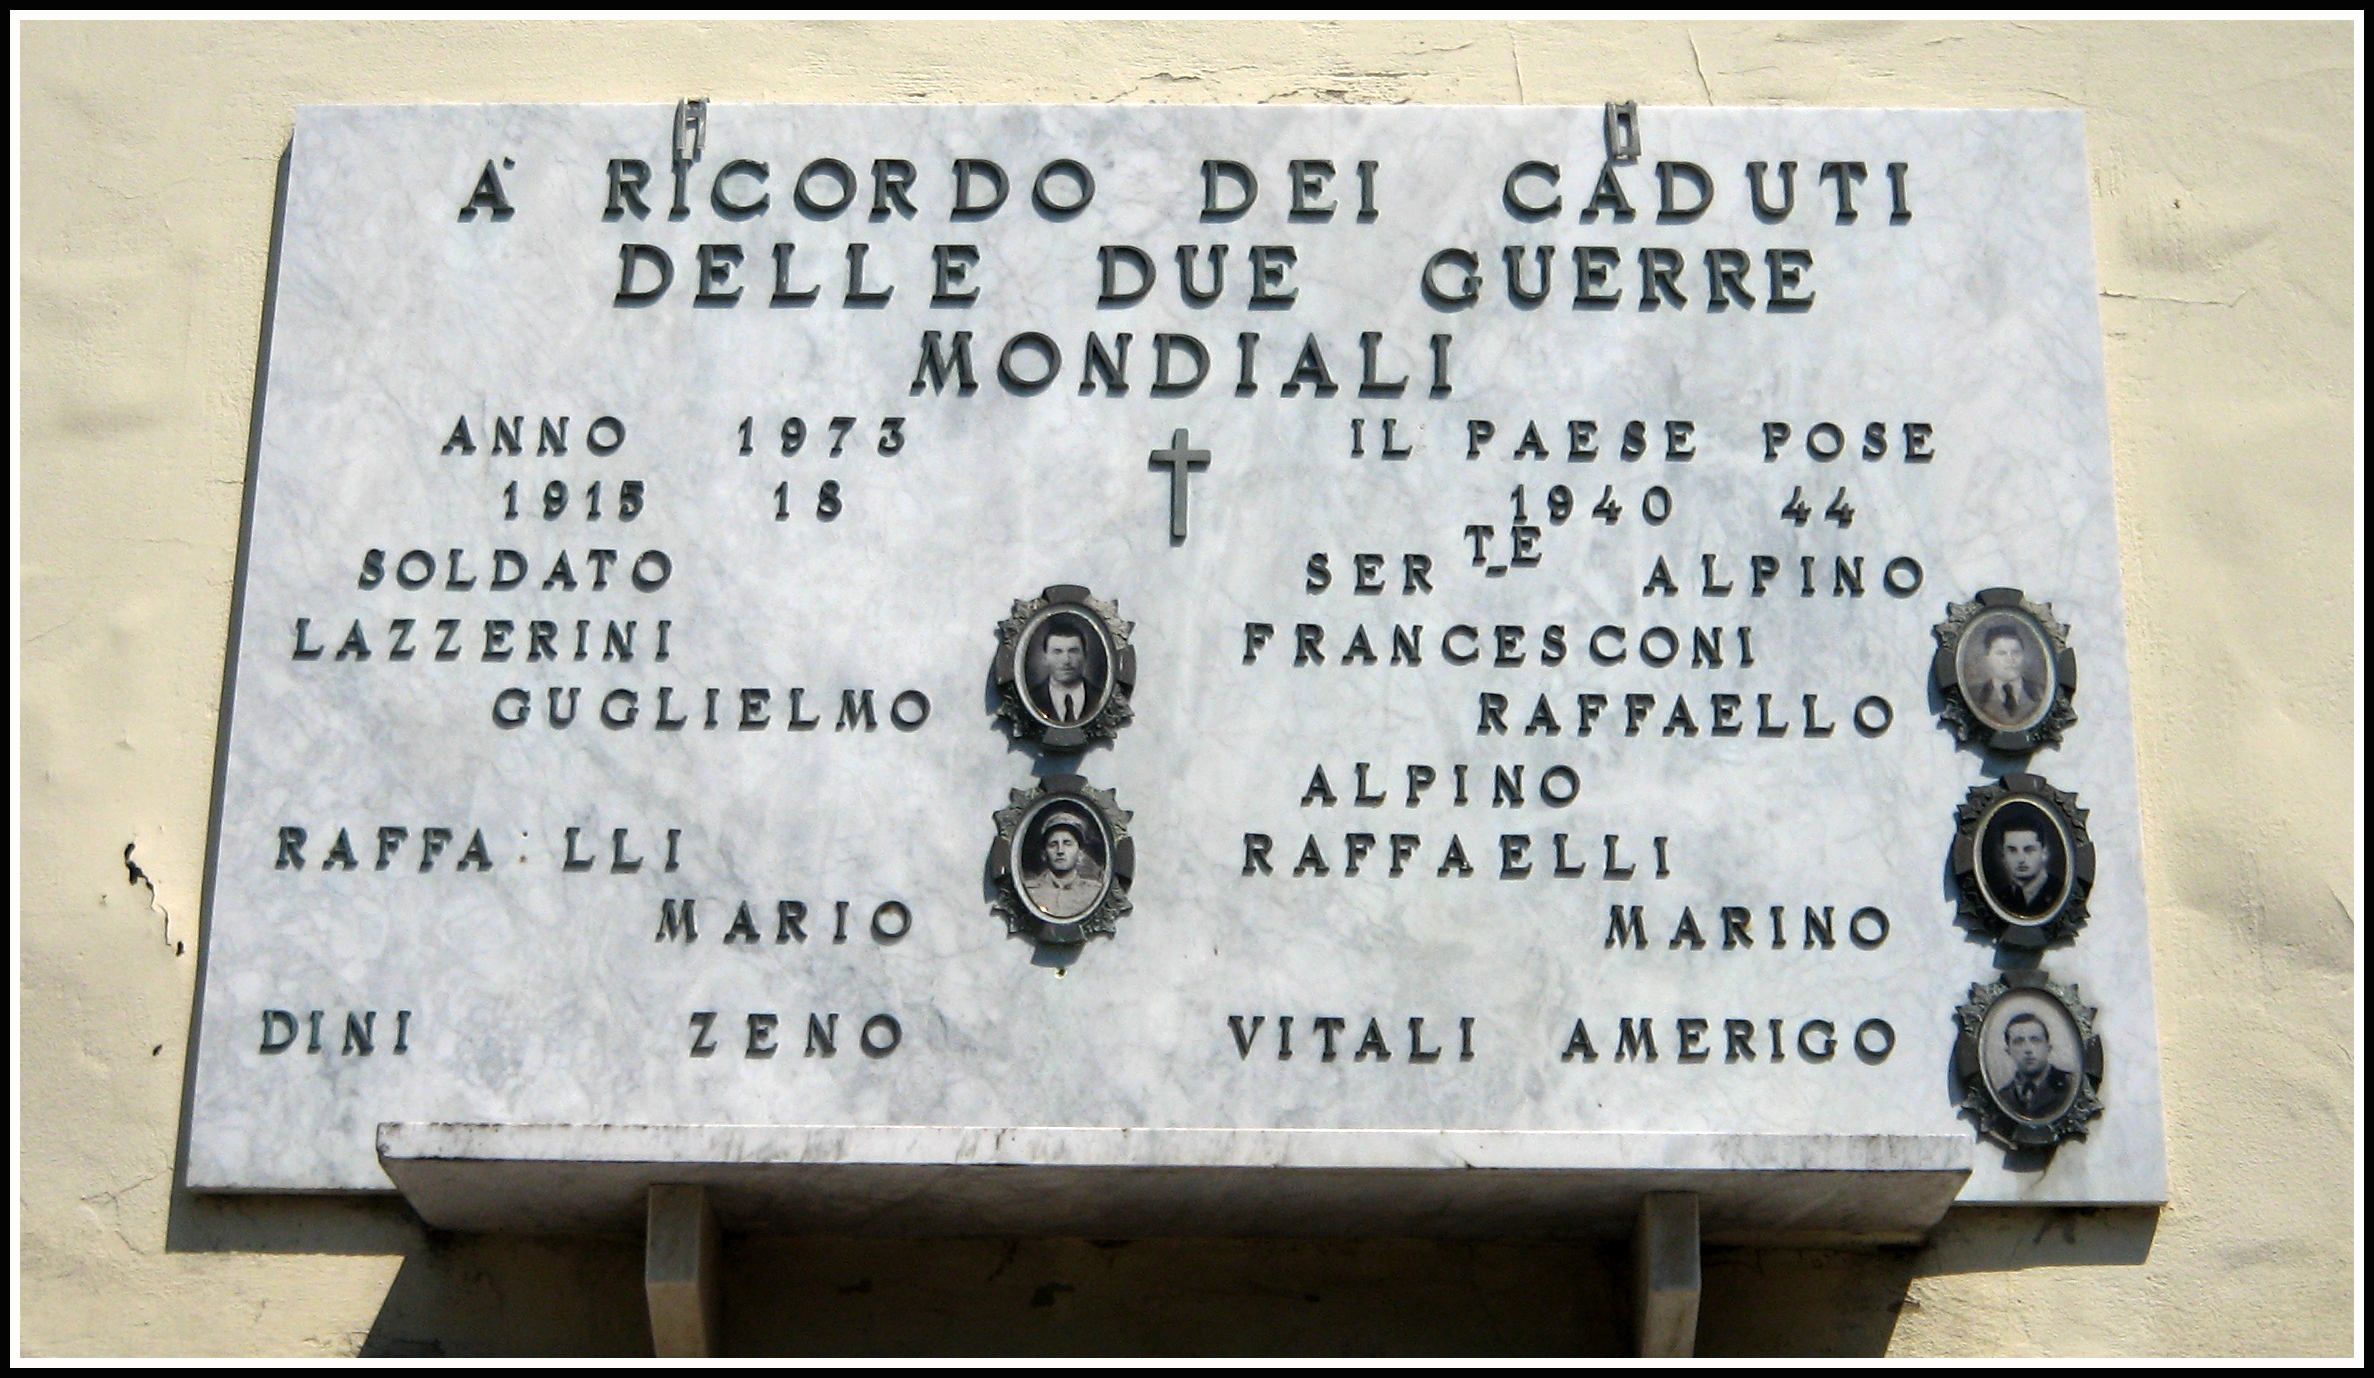 A' RICORDO DEI CADUTI
DELLE DUE GUERRE
MONDIALI
ANNO 1973
IL PAESE POSE
1915 18
SOLDATO
LAZZERINI
GUGLIELMO
RAFFA LLI
MARIO
DINI ZENO
1940 44
SER TE ALPINO
FRANCESCONI
RAFFAELLO
ALPINO
RAFFAELLI
MARINO
VITALI AMERIGO